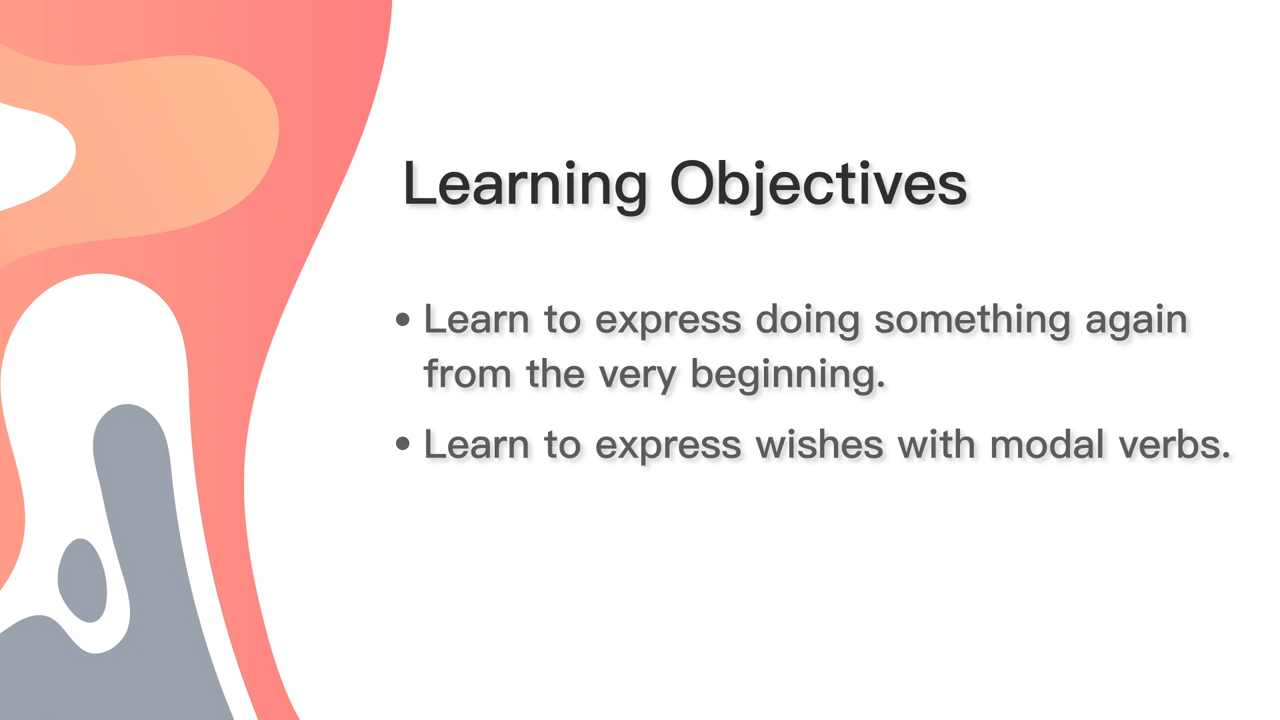 Learning Objectives
• Learn to express doing something again
from the very beginning.
• Learn to express wishes with modal verbs.